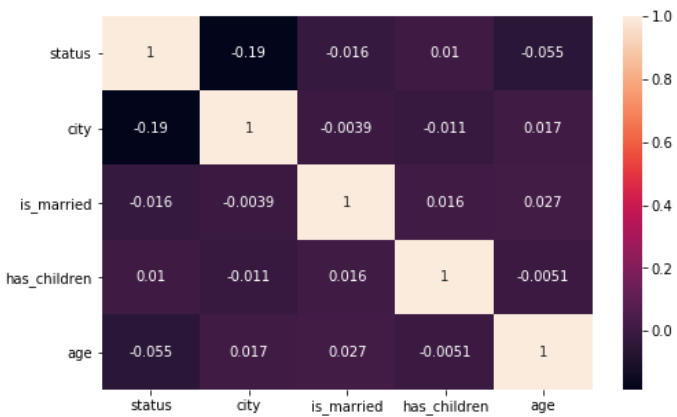 status 1 -0.19 -0.016 0.01 -0.055
city -0.19 1 -0.0039 -0.011 0.017
is_married -0.016 -0.0039 1 0.016 0.027
has_children 0.01 -0.011 0.016 1 -0.0051
age -0.055 0.017 0.027 -0.0051 1
status city is_married has_children age
1.0
0.8
0.6
0.4
0.2
0.0